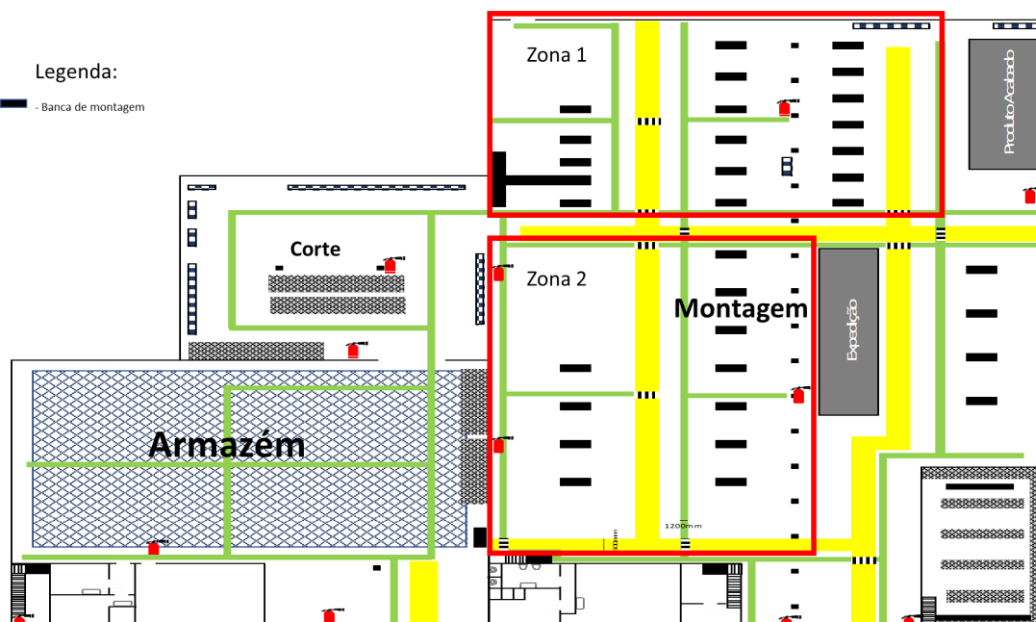 Legenda:
- Banca de montagem
Zona 1
Produto Acabado
Corte
Zona 2
Montagem
Expedição
Armazém
1200mm